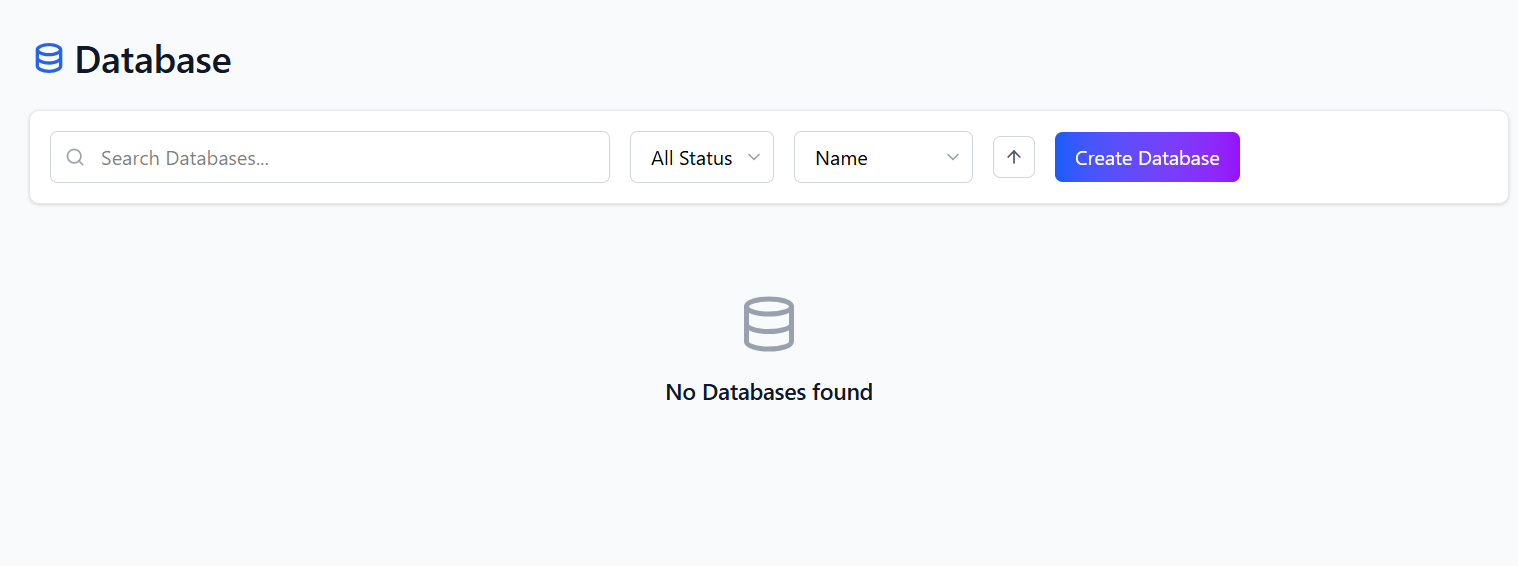 Database
Search Databases...
All Status
Name
Create Database
No Databases found